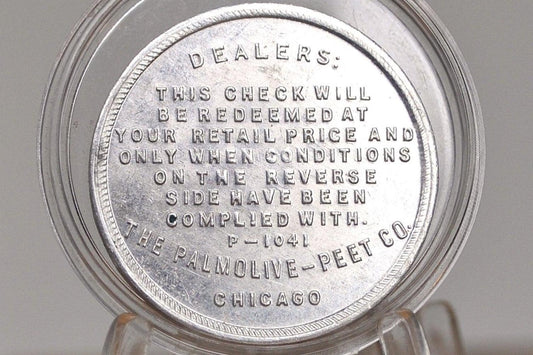 DEALERS:
THIS CHECK WILL
BE REDEEMED AT
YOUR RETAIL PRICE AND
ONLY WHEN CONDITIONS
ON THE REVERSE
SIDE HAVE BEEN
COMPLIED WITH.
P-1041
THE PALMOLIVE-PEET CO.
CHICAGO